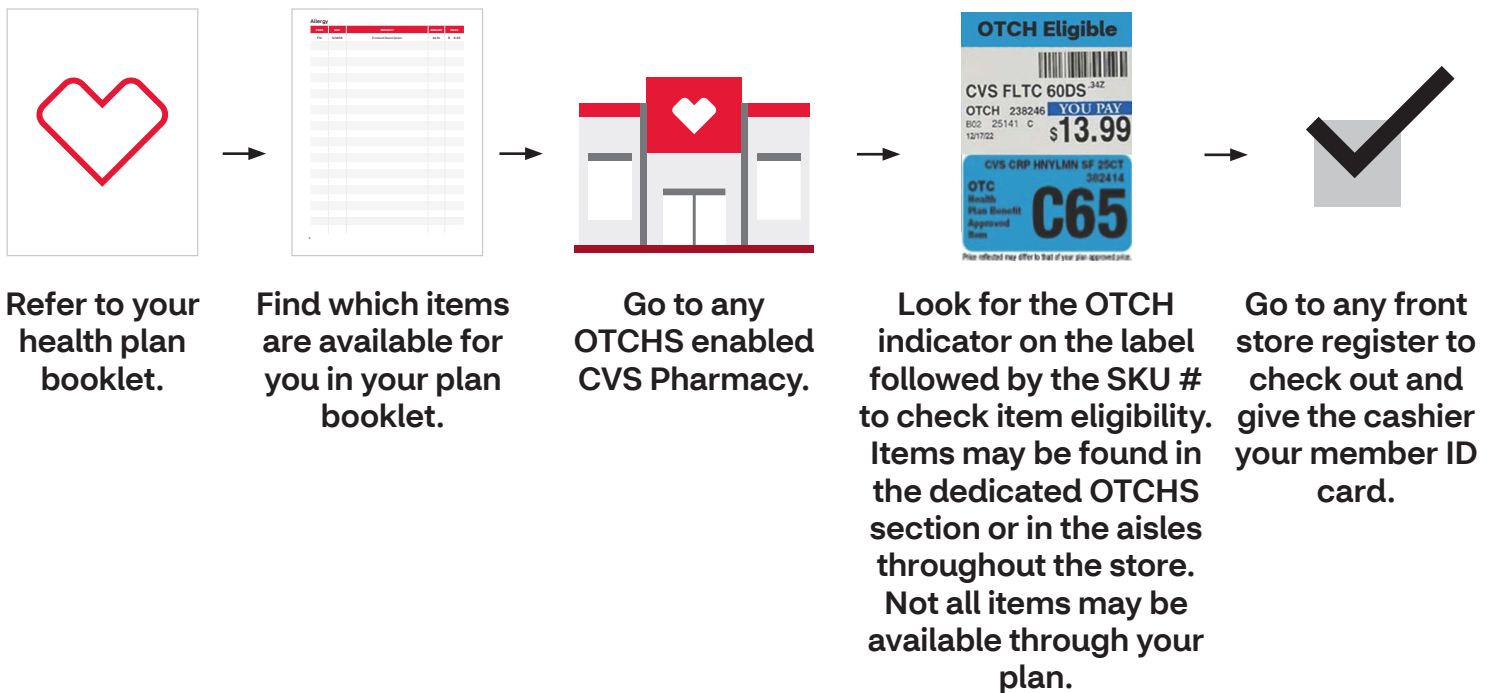 Allergy
OTCH Eligible
CVS FLTC 60DS .34Z
OTCH 238246 YOU PAY
B02 25141 C
12/17/22
$13.99
CVS CRP HNYLMN SF 25CT
382414
OTC
Health
Plan Benefit
Approved
Item
C65
Price reflected may differ to that of your plan approved price.
Refer to your
health plan
booklet.
Find which items
are available for
you in your plan
booklet.
Go to any
OTCHS enabled
CVS Pharmacy.
Look for the OTCH
indicator on the label
followed by the SKU #
to check item eligibility.
Items may be found in
the dedicated OTCHS
section or in the aisles
throughout the store.
Not all items may be
available through your
plan.
Go to any front
store register to
check out and
give the cashier
your member ID
card.